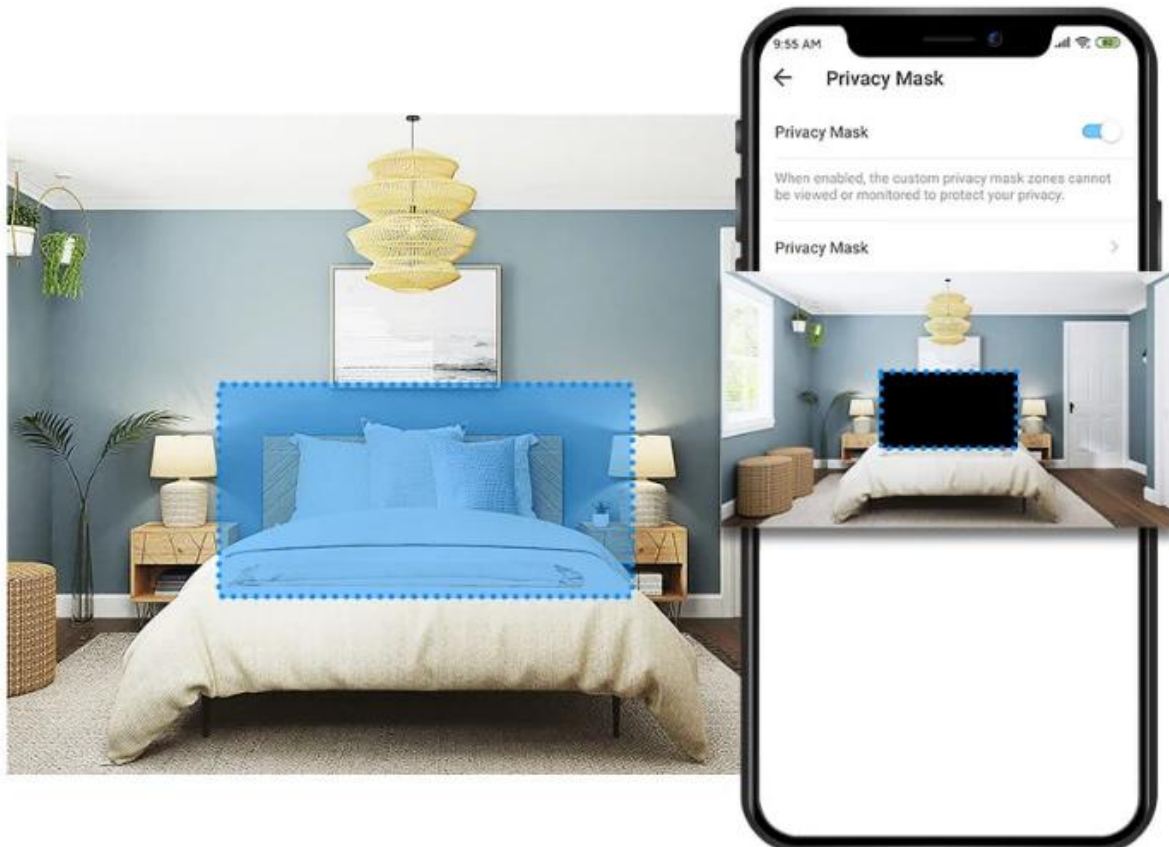 9:55 AM
Privacy Mask
Privacy Mask
When enabled, the custom privacy mask zones cannot
be viewed or monitored to protect your privacy.
Privacy Mask